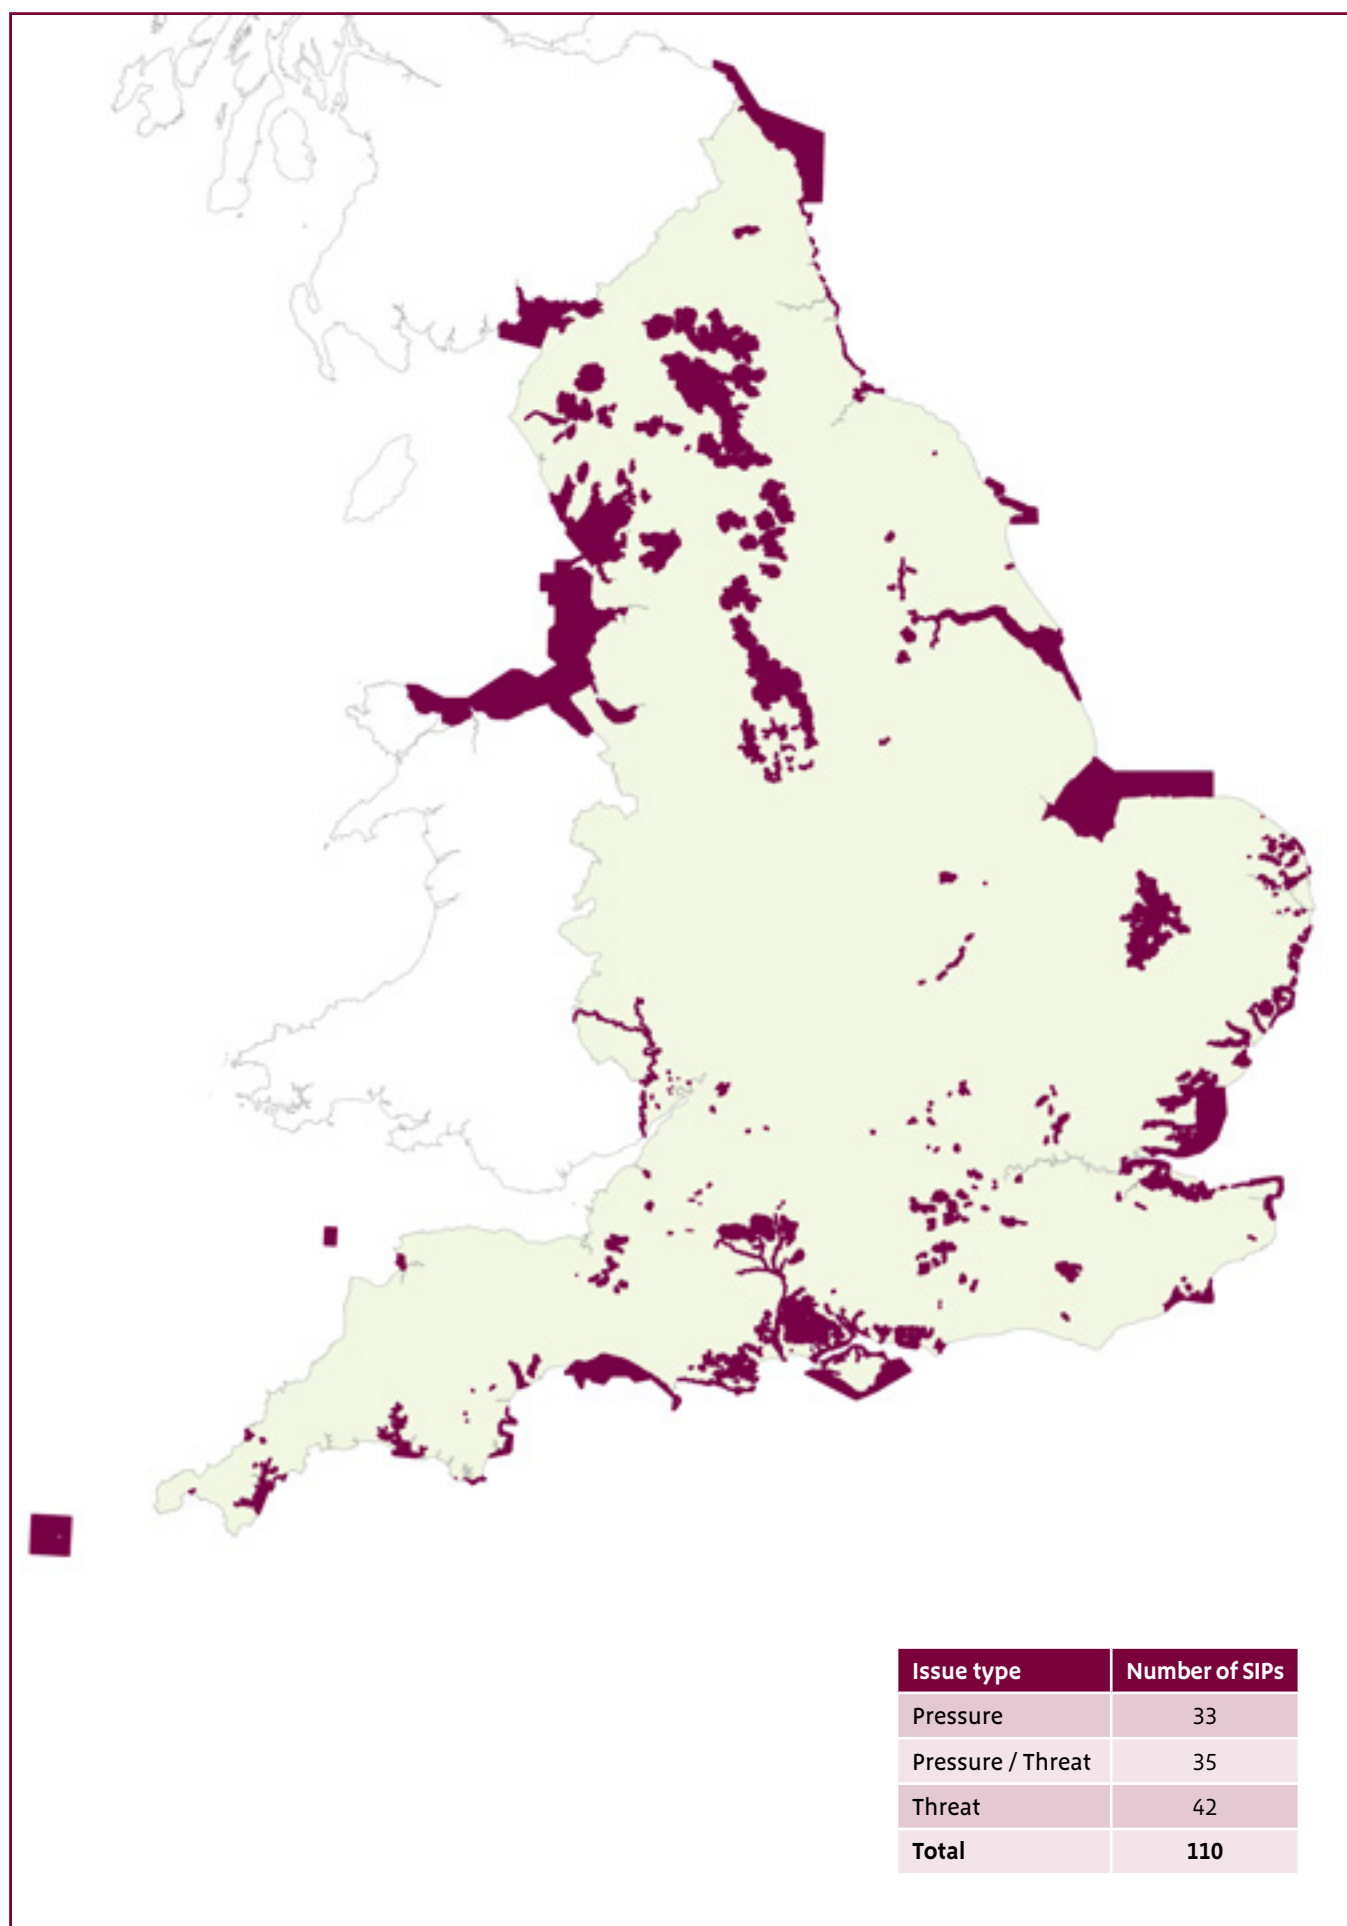 Issue type Number of SIPs
Pressure 33
Pressure / Threat 35
Threat 42
Total 110